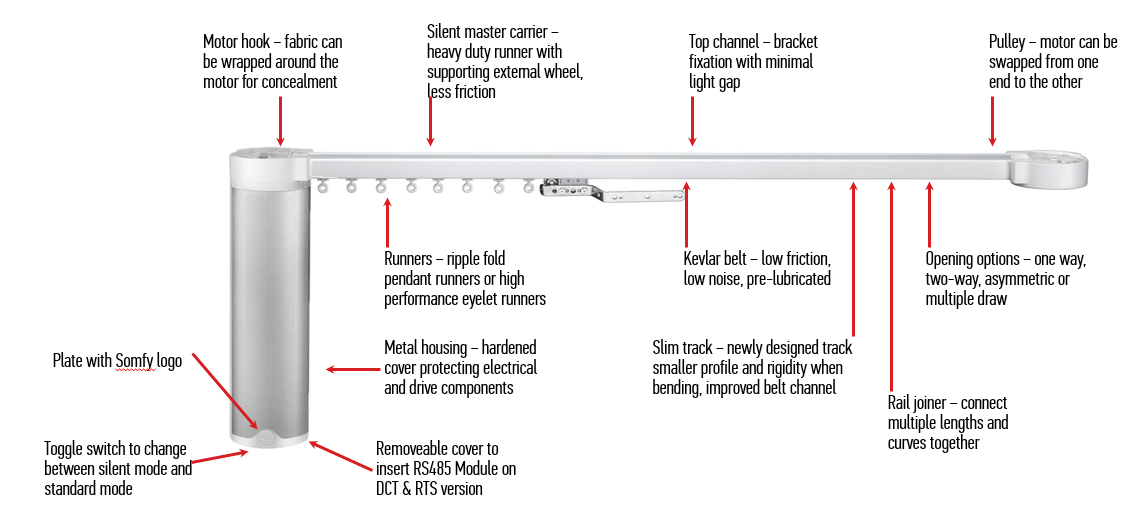 Motor hook – fabric can
be wrapped around the
motor for concealment
Silent master carrier –
heavy duty runner with
supporting external wheel,
less friction
Top channel – bracket
fixation with minimal
light gap
Pulley – motor can be
swapped from one
end to the other
Runners – ripple fold
pendant runners or high
performance eyelet runners
Kevlar belt – low friction,
low noise, pre-lubricated
Opening options – one way,
two-way, asymmetric or
multiple draw
Plate with Somfy logo
Metal housing – hardened
cover protecting electrical
and drive components
Slim track – newly designed track
smaller profile and rigidity when
bending, improved belt channel
Rail joiner – connect
multiple lengths and
curves together
Toggle switch to change
between silent mode and
standard mode
Removeable cover to
insert RS485 Module on
DCT & RTS version